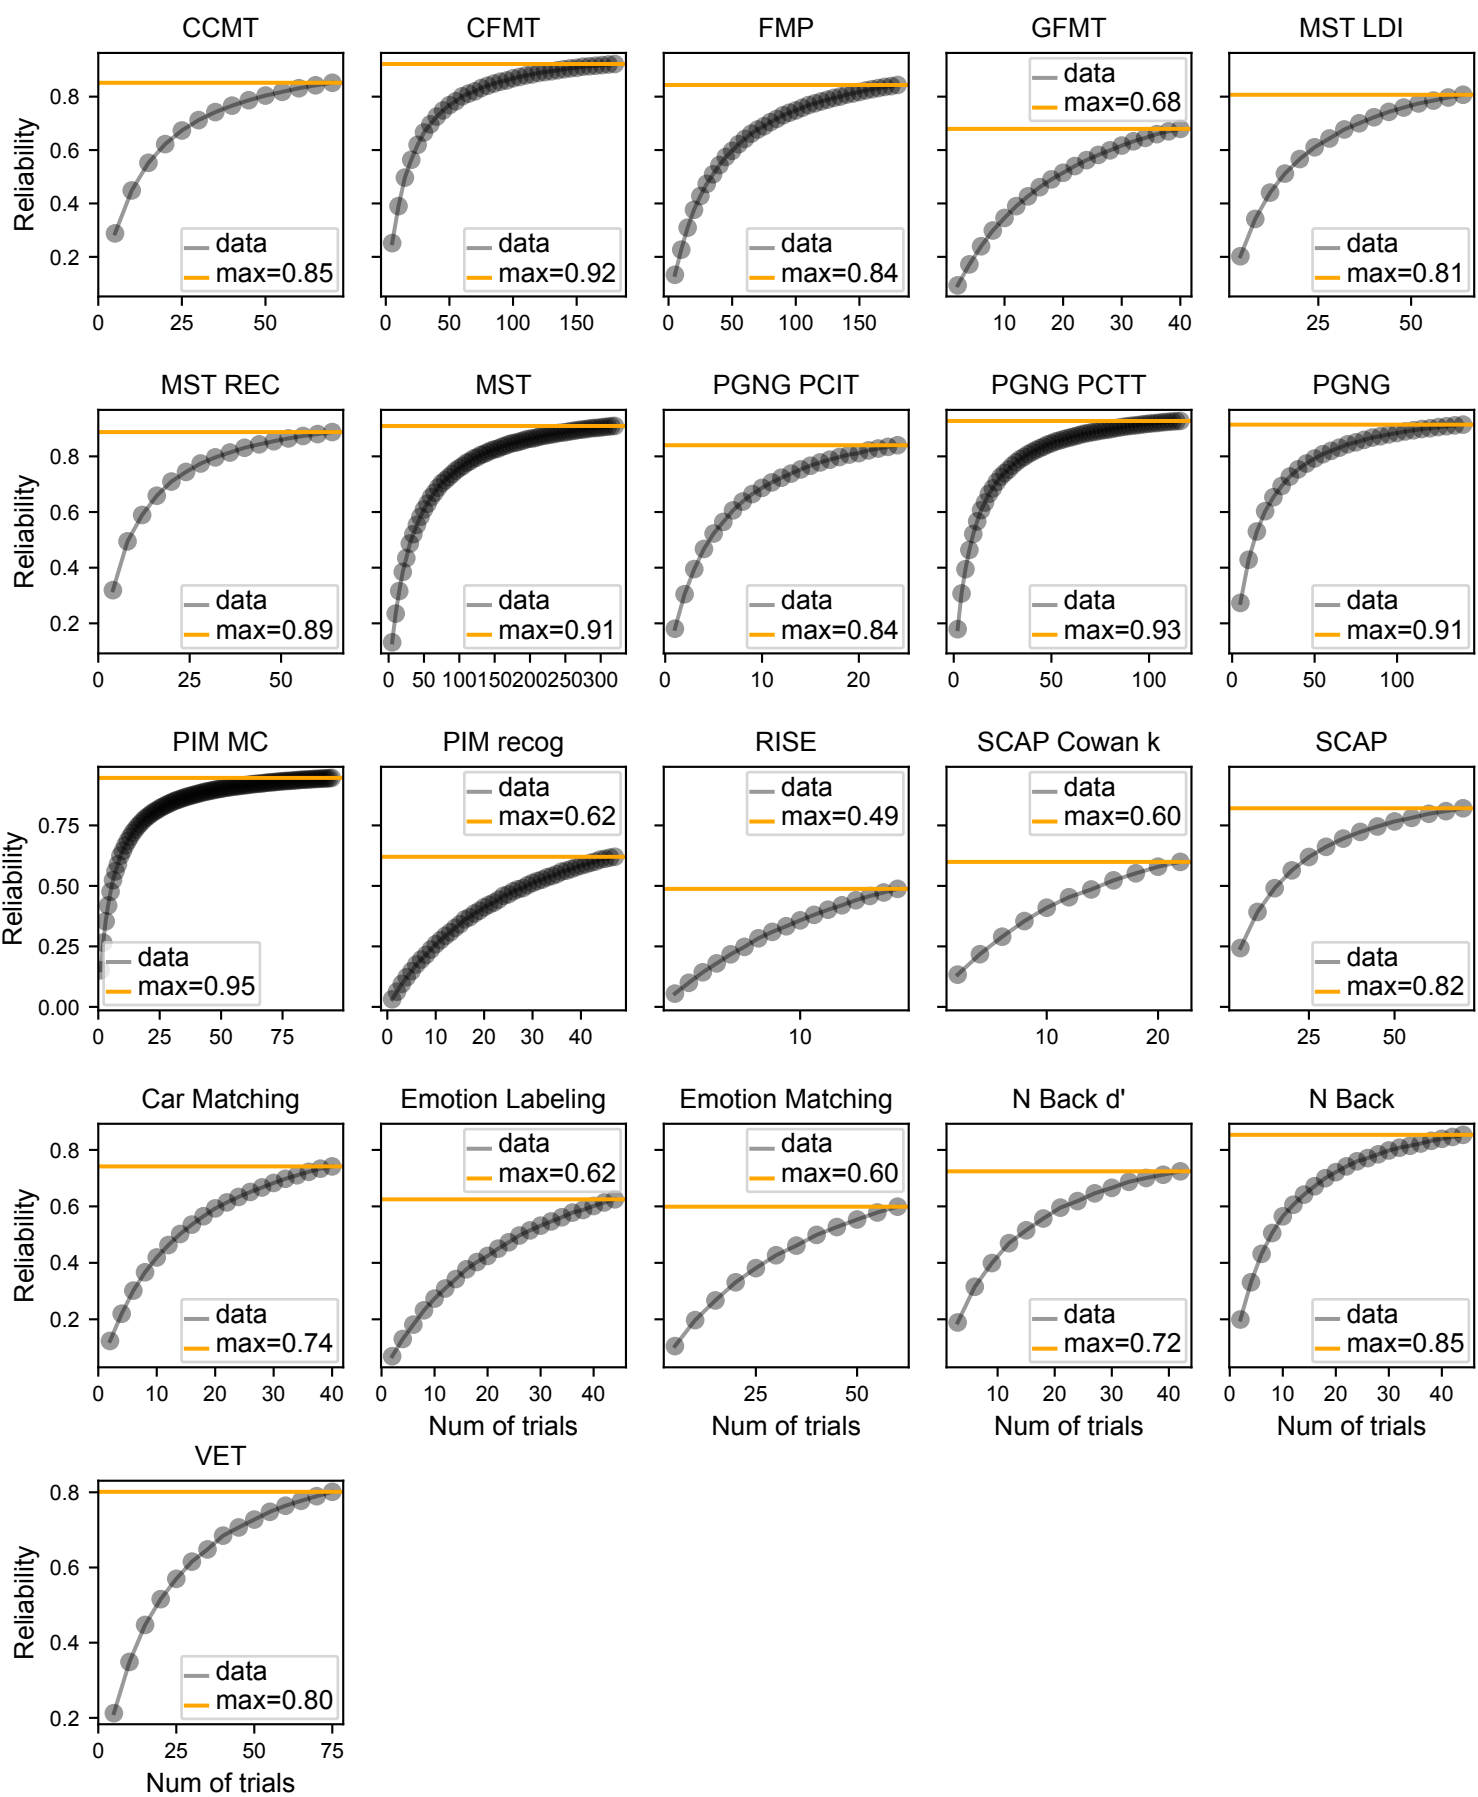 CCMT
CFMT
FMP
GFMT
MST LDI
Reliability
0.8
0.6
0.4
0.2
data
max=0.85
data
max=0.92
data
max=0.84
data
max=0.68
data
max=0.81
0 25 50
0 50 100 150
0 50 100 150
10 20 30 40
25 50
MST REC
MST
PGNG PCIT
PGNG PCTT
PGNG
Reliability
0.8
0.6
0.4
0.2
data
max=0.89
data
max=0.91
data
max=0.84
data
max=0.93
data
max=0.91
0 25 50
0 50 100 150 200 250 300
0 10 20
0 50 100
0 100
PIM MC
PIM recog
RISE
SCAP Cowan k
SCAP
Reliability
0.75
0.50
0.25
0.00
data
max=0.95
data
max=0.62
data
max=0.49
data
max=0.60
data
max=0.82
0 25 50 75
0 10 20 30 40
10
10 20
25 50
Car Matching
Emotion Labeling
Emotion Matching
N Back d'
N Back
Reliability
0.8
0.6
0.4
0.2
data
max=0.74
data
max=0.62
data
max=0.60
data
max=0.72
data
max=0.85
0 10 20 30 40
0 10 20 30 40
25 50
10 20 30 40
0 10 20 30 40
Num of trials
Num of trials
Num of trials
Num of trials
VET
Reliability
0.8
0.6
0.4
0.2
data
max=0.80
0 25 50 75
Num of trials